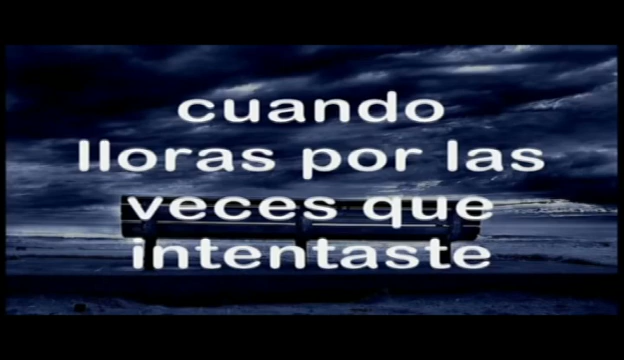 cuando
lloras por las
veces que
intentaste